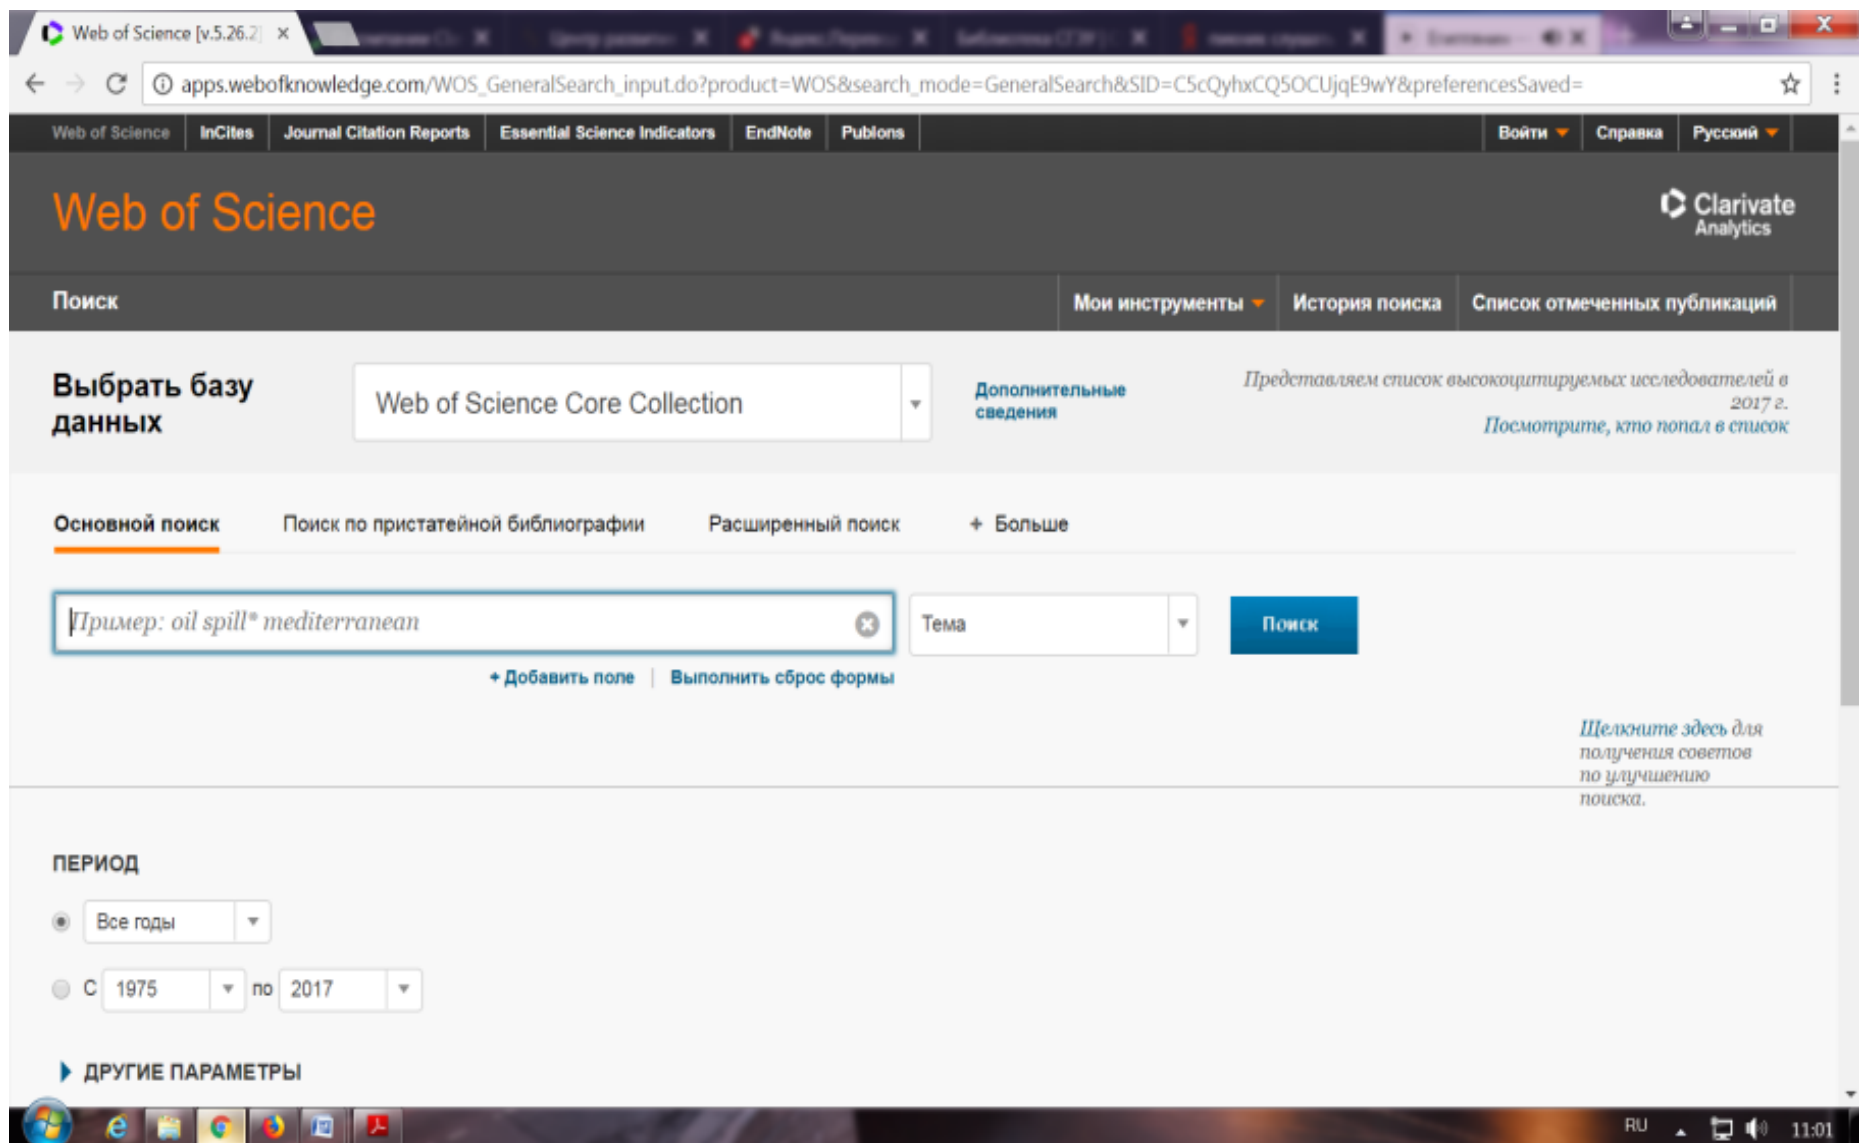 Web of Science [v.5.26.2]
apps.webofknowledge.com/WOS_GeneralSearch_input.do?product=WOS&search_mode=GeneralSearch&SID=C5cQyhxCQ5OCUjqE9wY&preferencesSaved=
Web of Science InCites Journal Citation Reports Essential Science Indicators EndNote Publons Войти Справка Русский
Web of Science
Clarivate
Analytics
Поиск Мои инструменты История поиска Список отмеченных публикаций
Выбрать базу
данных
Web of Science Core Collection
Дополнительные
сведения
Представляем список высокоцитируемых исследователей в
2017 г.
Посмотрите, кто попал в список
Основной поиск Поиск по пристатейной библиографии Расширенный поиск + Больше
Пример: oil spill* mediterranean Тема Поиск
+ Добавить поле | Выполнить сброс формы
Щелкните здесь для
получения советов
по улучшению
поиска.
ПЕРИОД
Все годы
С 1975 по 2017
ДРУГИЕ ПАРАМЕТРЫ
RU 11:01